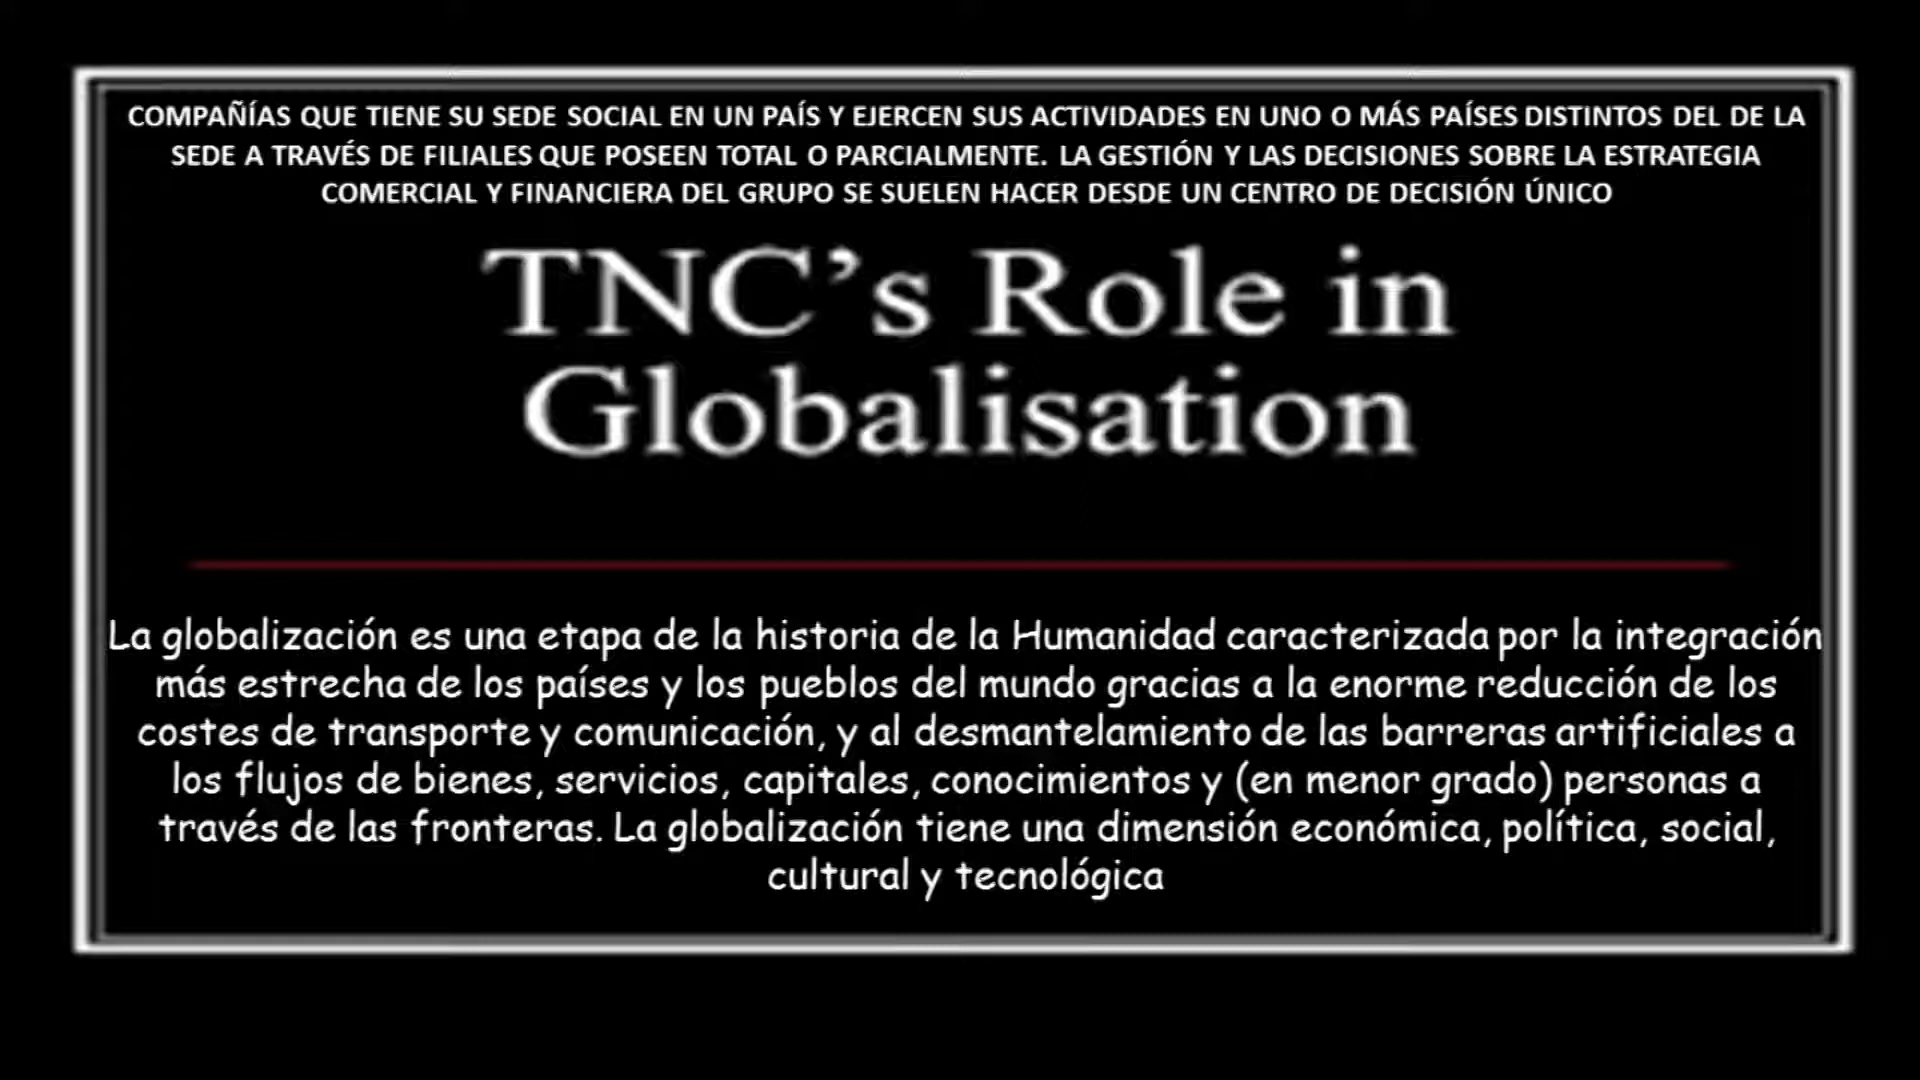 COMPAÑÍAS QUE TIENE SU SEDE SOCIAL EN UN PAÍS Y EJERCEN SUS ACTIVIDADES EN UNO O MÁS PAÍSES DISTINTOS DEL DE LA
SEDE A TRAVÉS DE FILIALES QUE POSEEN TOTAL O PARCIALMENTE. LA GESTIÓN Y LAS DECISIONES SOBRE LA ESTRATEGIA
COMERCIAL Y FINANCIERA DEL GRUPO SE SUELEN HACER DESDE UN CENTRO DE DECISIÓN ÚNICO
TNC’s Role in
Globalisation
La globalización es una etapa de la historia de la Humanidad caracterizada por la integración
más estrecha de los países y los pueblos del mundo gracias a la enorme reducción de los
costes de transporte y comunicación, y al desmantelamiento de las barreras artificiales a
los flujos de bienes, servicios, capitales, conocimientos y (en menor grado) personas a
través de las fronteras. La globalización tiene una dimensión económica, política, social,
cultural y tecnológica